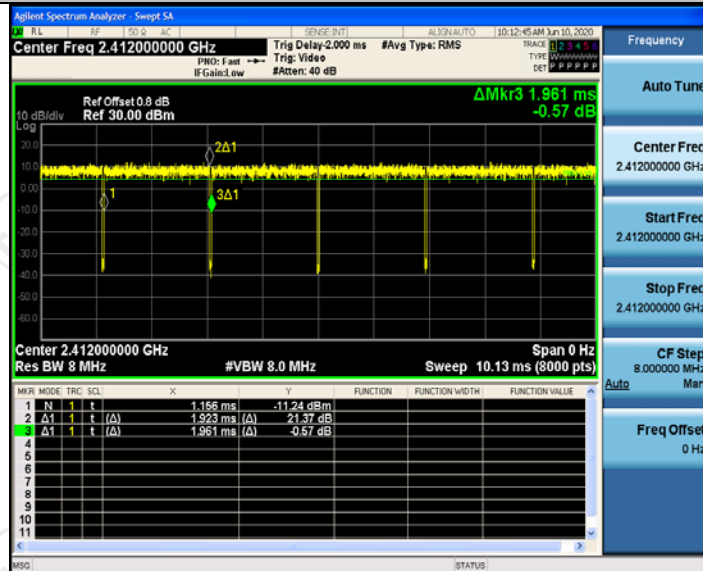 Agilent Spectrum Analyzer - Swept SA
RL RF 50 Ω AC SENSE:INT ALIGNAUTO 10:12:45 AM Jun 10, 2020
Center Freq 2.412000000 GHz Trig Delay-2.000 ms #Avg Type: RMS TRACE 1 2 3 4 5 6
PNO: Fast Trig: Video TYPE
IFGain:Low #Atten: 40 dB DET P P P P P P
ΔMkr3 1.961 ms
-0.57 dB
Ref Offset 0.8 dB
10 dB/div Ref 30.00 dBm
Log
20.0
10.0
0.00
-10.0
-20.0
-30.0
-40.0
-50.0
-60.0
2Δ1
1
3Δ1
Center 2.412000000 GHz Span 0 Hz
Res BW 8 MHz #VBW 8.0 MHz Sweep 10.13 ms (8000 pts)
MKR MODE TRC SCL X Y FUNCTION FUNCTION WIDTH FUNCTION VALUE
1 N 1 t 1.156 ms -11.24 dBm
2 Δ1 1 t (Δ) 1.923 ms (Δ) 21.37 dB
3 Δ1 1 t (Δ) 1.961 ms (Δ) -0.57 dB
4
5
6
7
8
9
10
11
MSG STATUS
Frequency
Auto Tune
Center Freq
2.412000000 GHz
Start Freq
2.412000000 GHz
Stop Freq
2.412000000 GHz
CF Step
8.000000 MHz
Auto Man
Freq Offset
0 Hz